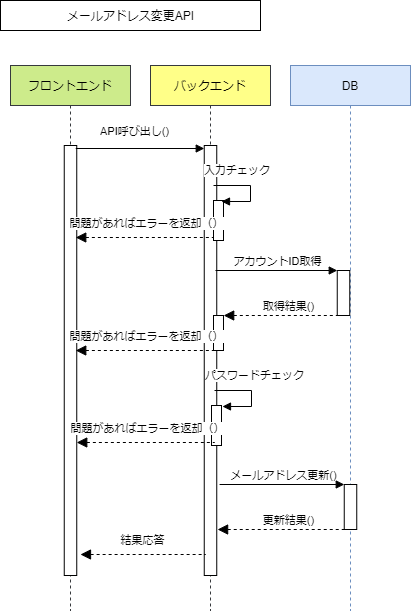 メールアドレス変更API
フロントエンド
バックエンド
DB
API呼び出し()
入力チェック
問題があればエラーを返却（）
アカウントID取得
取得結果()
問題があればエラーを返却（）
パスワードチェック
問題があればエラーを返却（）
メールアドレス更新()
更新結果()
結果応答